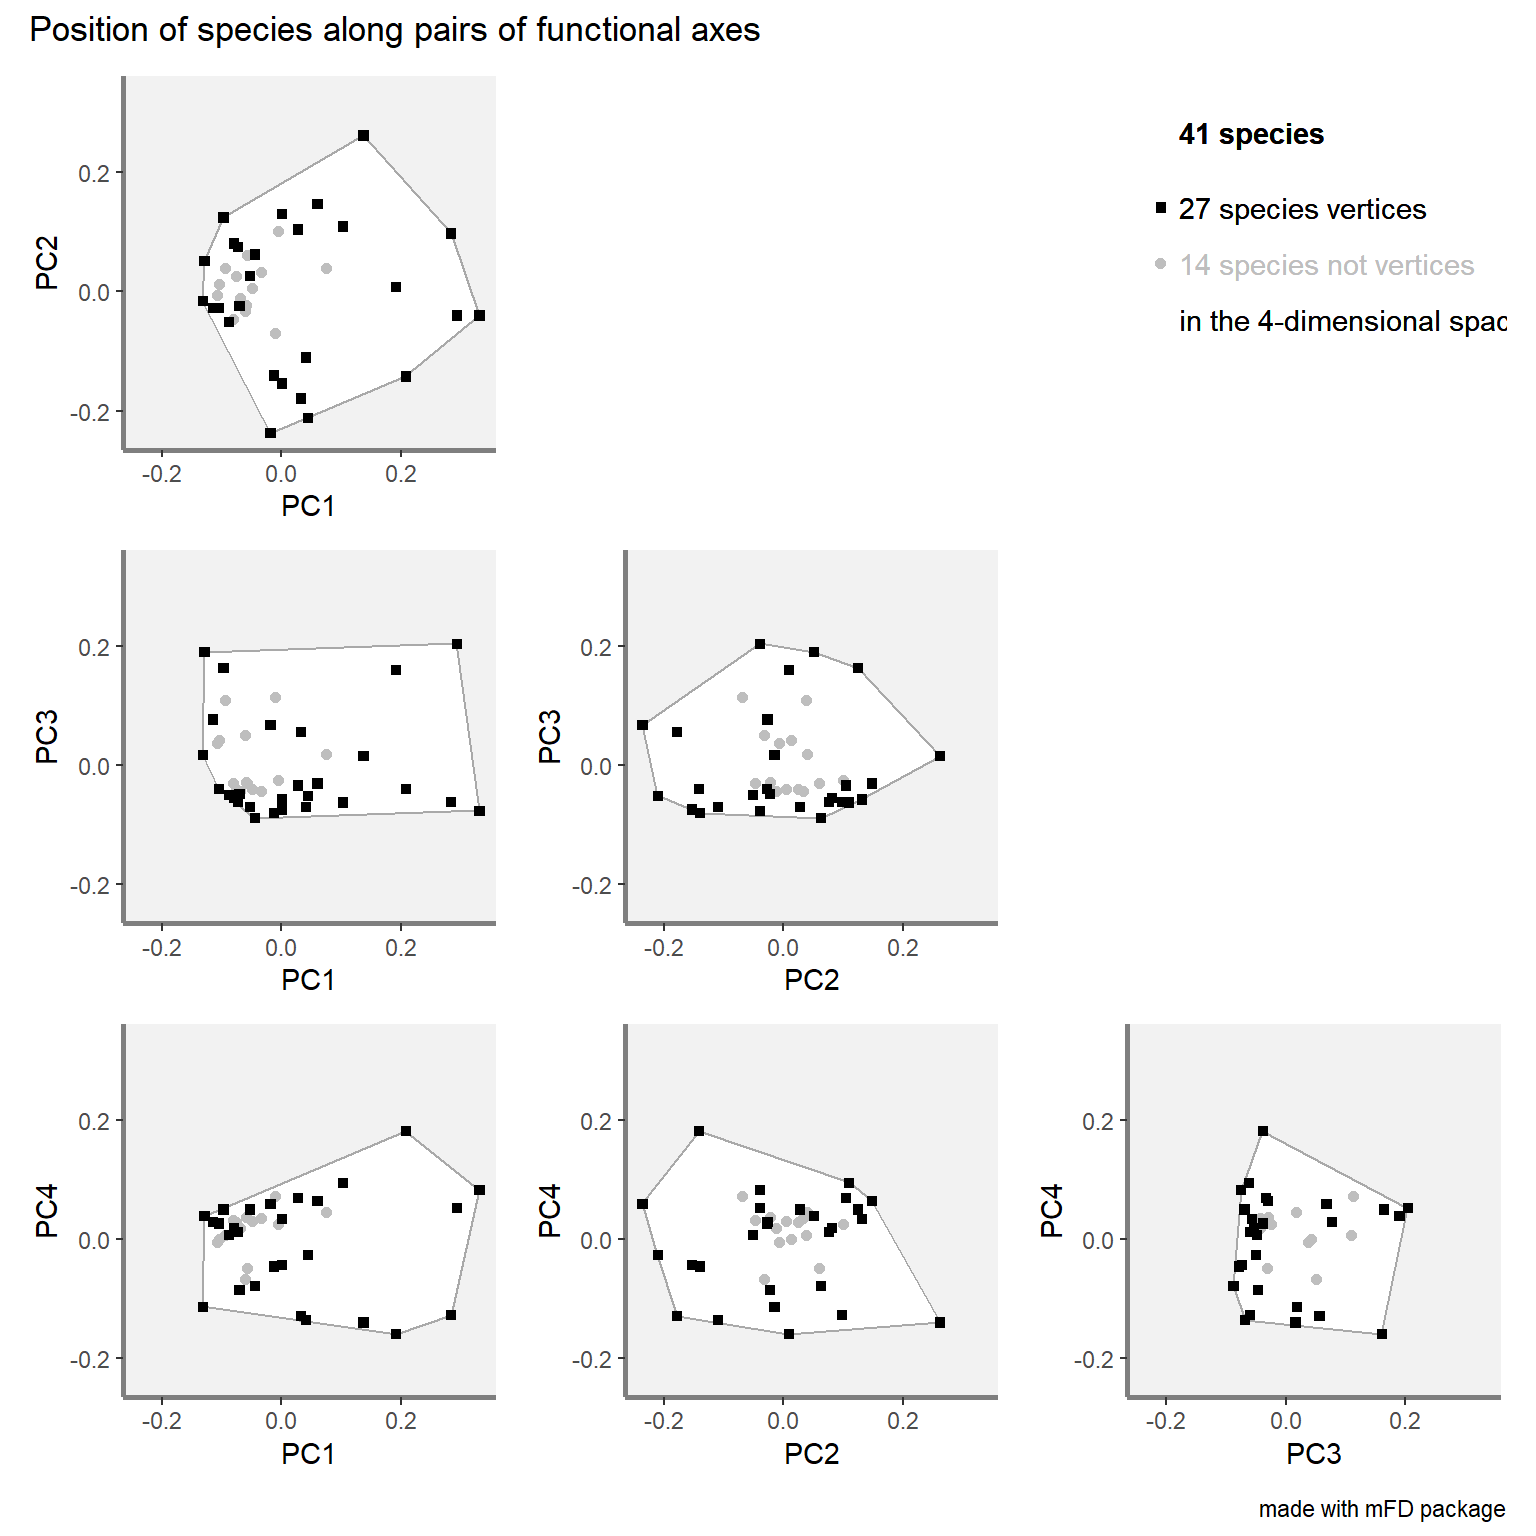 Position of species along pairs of functional axes
41 species
27 species vertices
14 species not vertices
in the 4-dimensional spac
PC2
0.2
0.0
-0.2
-0.2 0.0 0.2
PC1
PC3
0.2
0.0
-0.2
-0.2 0.0 0.2
PC1
PC3
0.2
0.0
-0.2
-0.2 0.0 0.2
PC2
PC4
0.2
0.0
-0.2
-0.2 0.0 0.2
PC1
PC4
0.2
0.0
-0.2
-0.2 0.0 0.2
PC2
PC4
0.2
0.0
-0.2
-0.2 0.0 0.2
PC3
made with mFD package